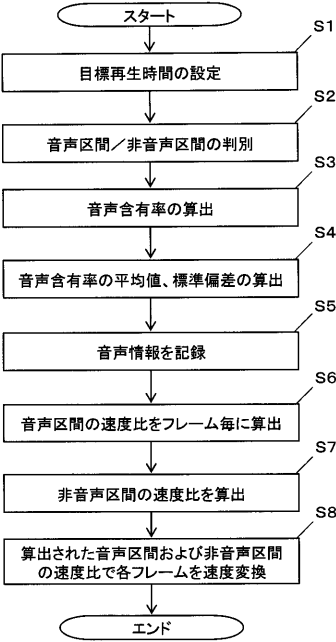 スタート
S1
目標再生時間の設定
S2
音声区間／非音声区間の判別
S3
音声含有率の算出
S4
音声含有率の平均値、標準偏差の算出
S5
音声情報を記録
S6
音声区間の速度比をフレーム毎に算出
S7
非音声区間の速度比を算出
S8
算出された音声区間および非音声区間
の速度比で各フレームを速度変換
エンド